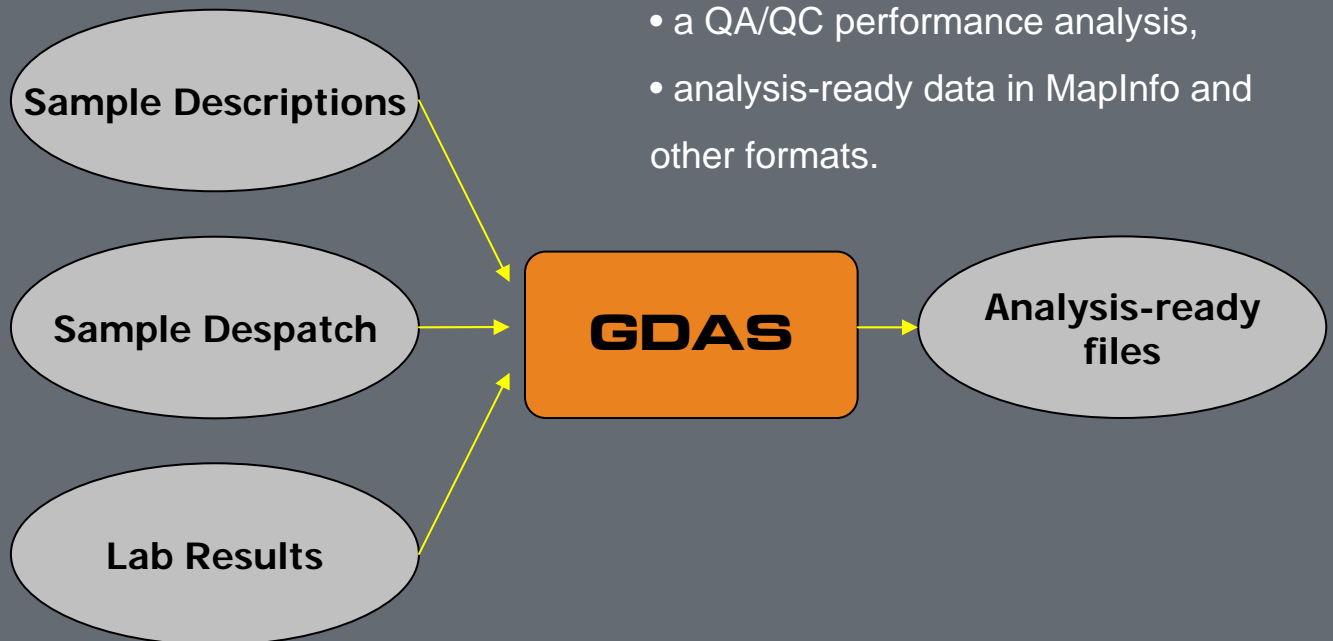 • a QA/QC performance analysis,
• analysis-ready data in MapInfo and
other formats.
Sample Descriptions
Sample Despatch
Lab Results
GDAS
Analysis-ready
files